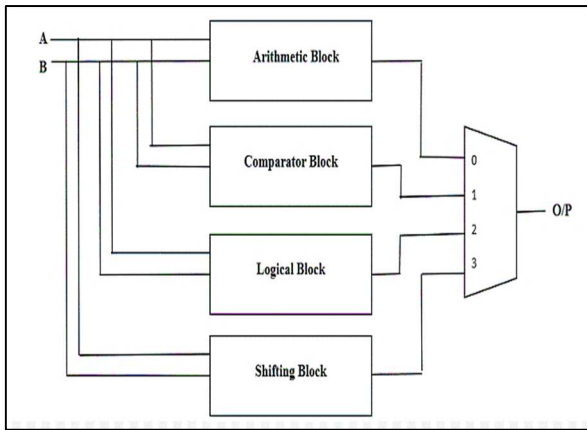 A
B
Arithmetic Block
Comparator Block
Logical Block
Shifting Block
0
1
2
3
O/P